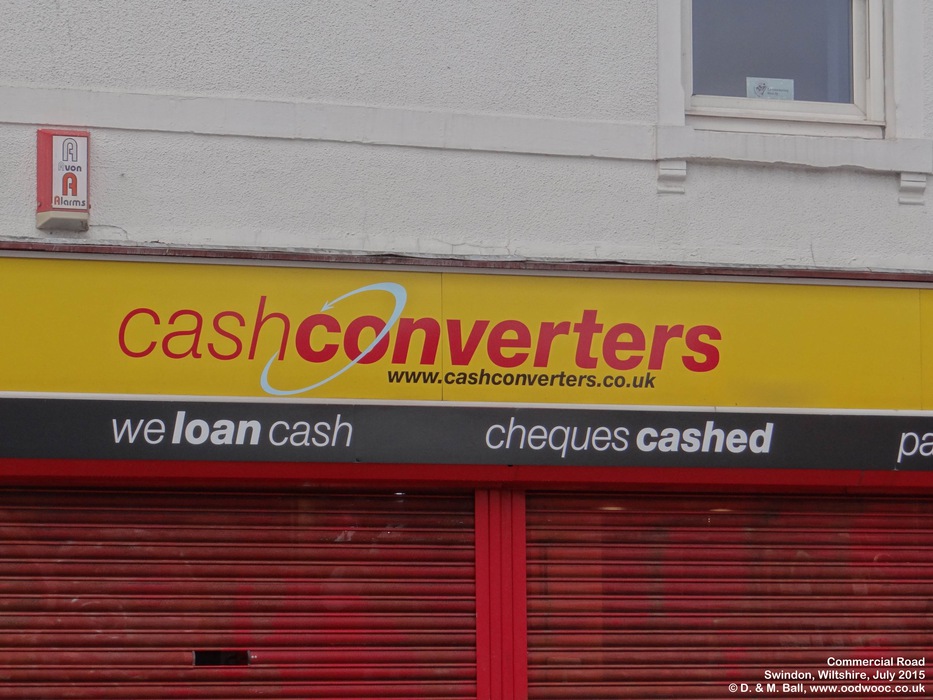 Avon
Alarms
cashconverters
www.cashconverters.co.uk
we loan cash
cheques cashed
pa
Commercial Road
Swindon, Wiltshire, July 2015
© D. & M. Ball, www.oodwooc.co.uk